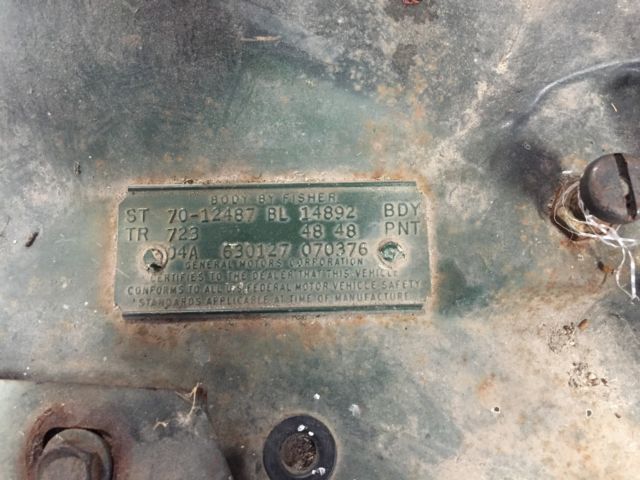 BODY BY FISHER
ST 70-12487 BL 14892 BDY
TR 723 48 48 PNT
04A 630127 070376
GENERAL MOTORS CORPORATION
CERTIFIES TO THE DEALER THAT THIS VEHICLE
CONFORMS TO ALL U.S. FEDERAL MOTOR VEHICLE SAFETY
STANDARDS APPLICABLE AT TIME OF MANUFACTURE